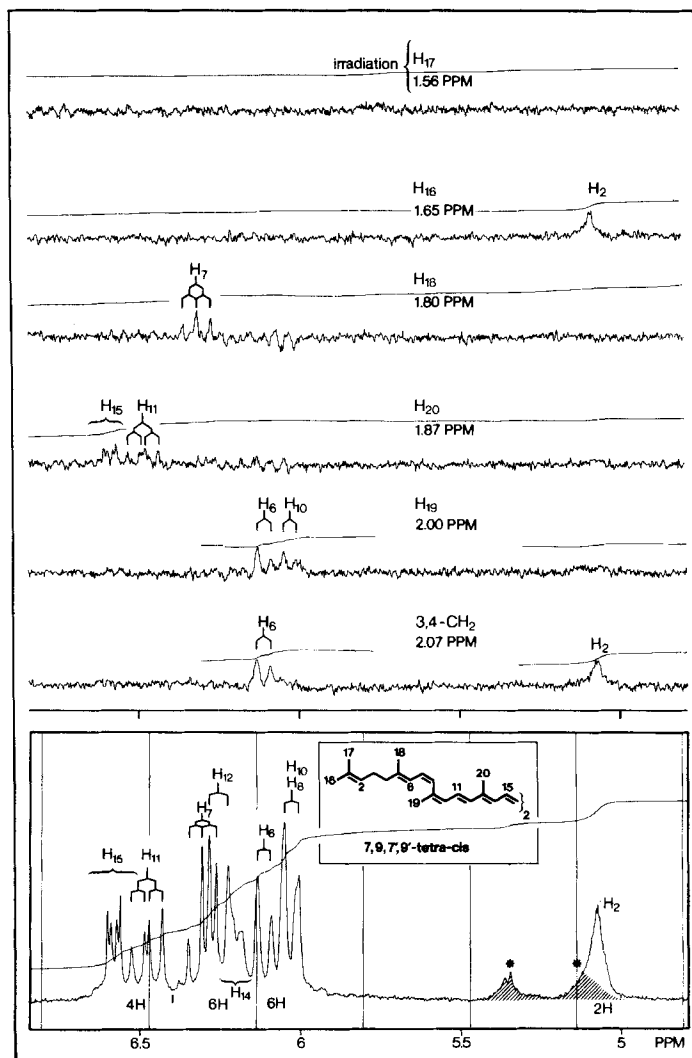 irradiation { H17
1.56 PPM
H16
1.65 PPM
H2
H7
H18
1.80 PPM
H15 H11
H20
1.87 PPM
H6 H10
H19
2.00 PPM
H6
3,4-CH2
2.07 PPM
H2
H10
H12 H8
H7
H6
H15 H11
17 18
16 2 6 11 20 15
19 2
7,9,7',9'-tetra-cis
H2
* *
4H 6H H14 6H 2H
6.5 6 5.5 5 PPM